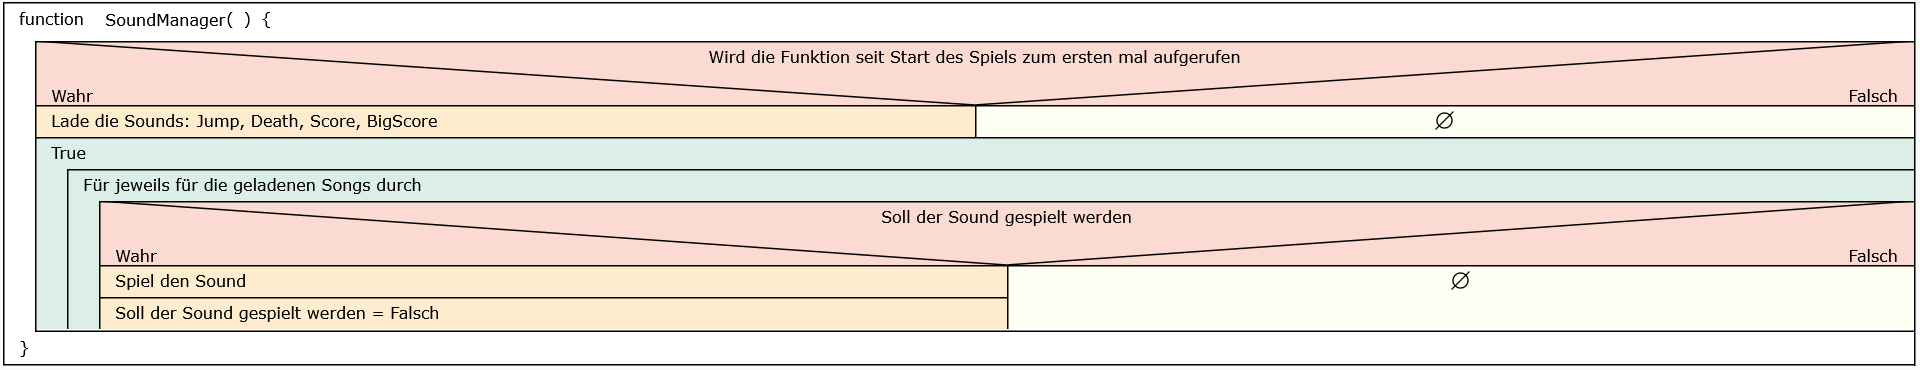 function SoundManager( ) {
Wird die Funktion seit Start des Spiels zum ersten mal aufgerufen
Wahr
Falsch
Lade die Sounds: Jump, Death, Score, BigScore
∅
True
Für jeweils für die geladenen Songs durch
Soll der Sound gespielt werden
Wahr
Falsch
Spiel den Sound
∅
Soll der Sound gespielt werden = Falsch
}